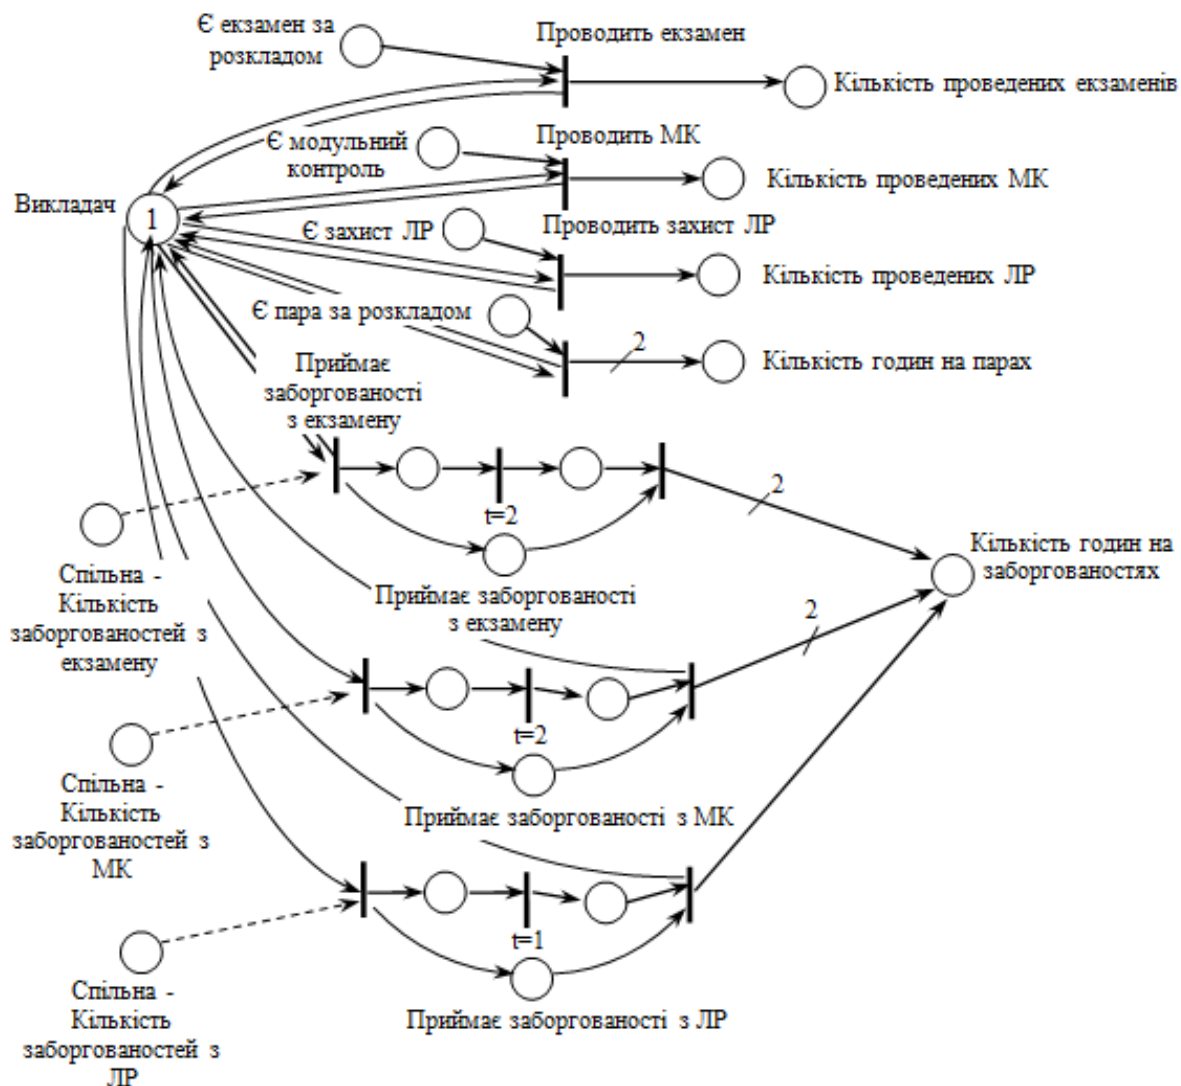 Є екзамен за
розкладом
Проводить екзамен
Кількість проведених екзаменів
Є модульний
контроль
Проводить МК
Кількість проведених МК
Викладач
1
Є захист ЛР
Проводить захист ЛР
Кількість проведених ЛР
Є пара за розкладом
2
Кількість годин на парах
Приймає
заборгованості
з екзамену
t=2
2
Кількість годин на
заборгованостях
Спільна -
Кількість
заборгованостей з
екзамену
Приймає заборгованості
з екзамену
2
t=2
Спільна -
Кількість
заборгованостей з
МК
Приймає заборгованості з МК
t=1
Спільна -
Кількість
заборгованостей з
ЛР
Приймає заборгованості з ЛР